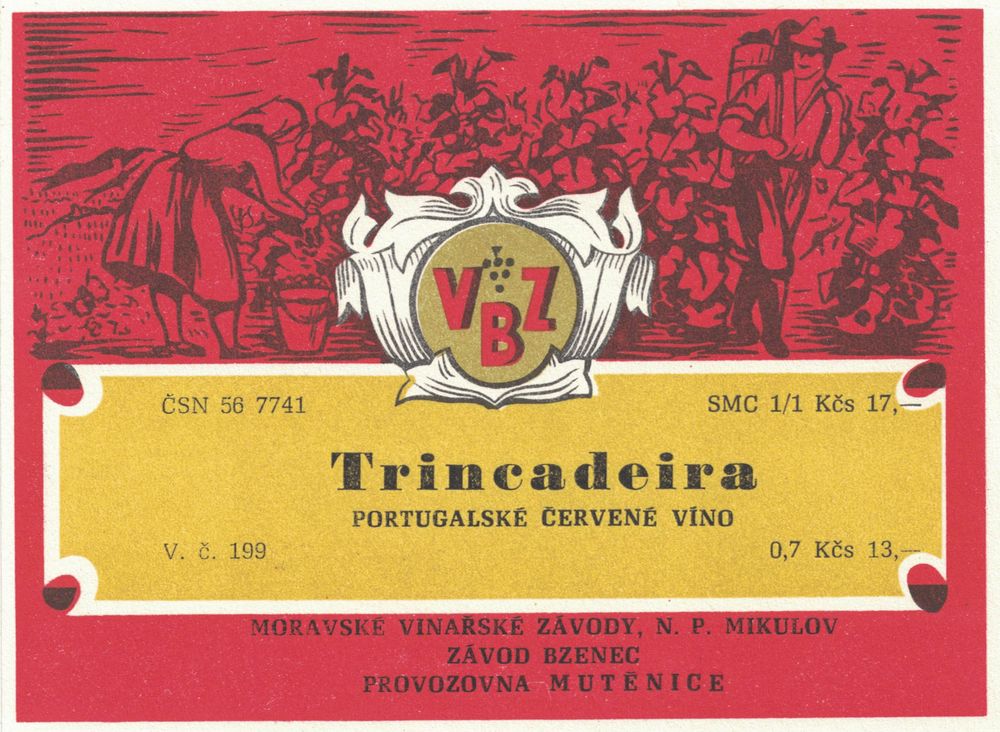 VBZ
ČSN 56 7741
SMC 1/1 Kčs 17,—
Trincadeira
PORTUGALSKÉ ČERVENÉ VÍNO
V. č. 199
0,7 Kčs 13,—
MORAVSKÉ VINAŘSKÉ ZÁVODY, N. P. MIKULOV
ZÁVOD BZENEC
PROVOZOVNA MUTĚNICE